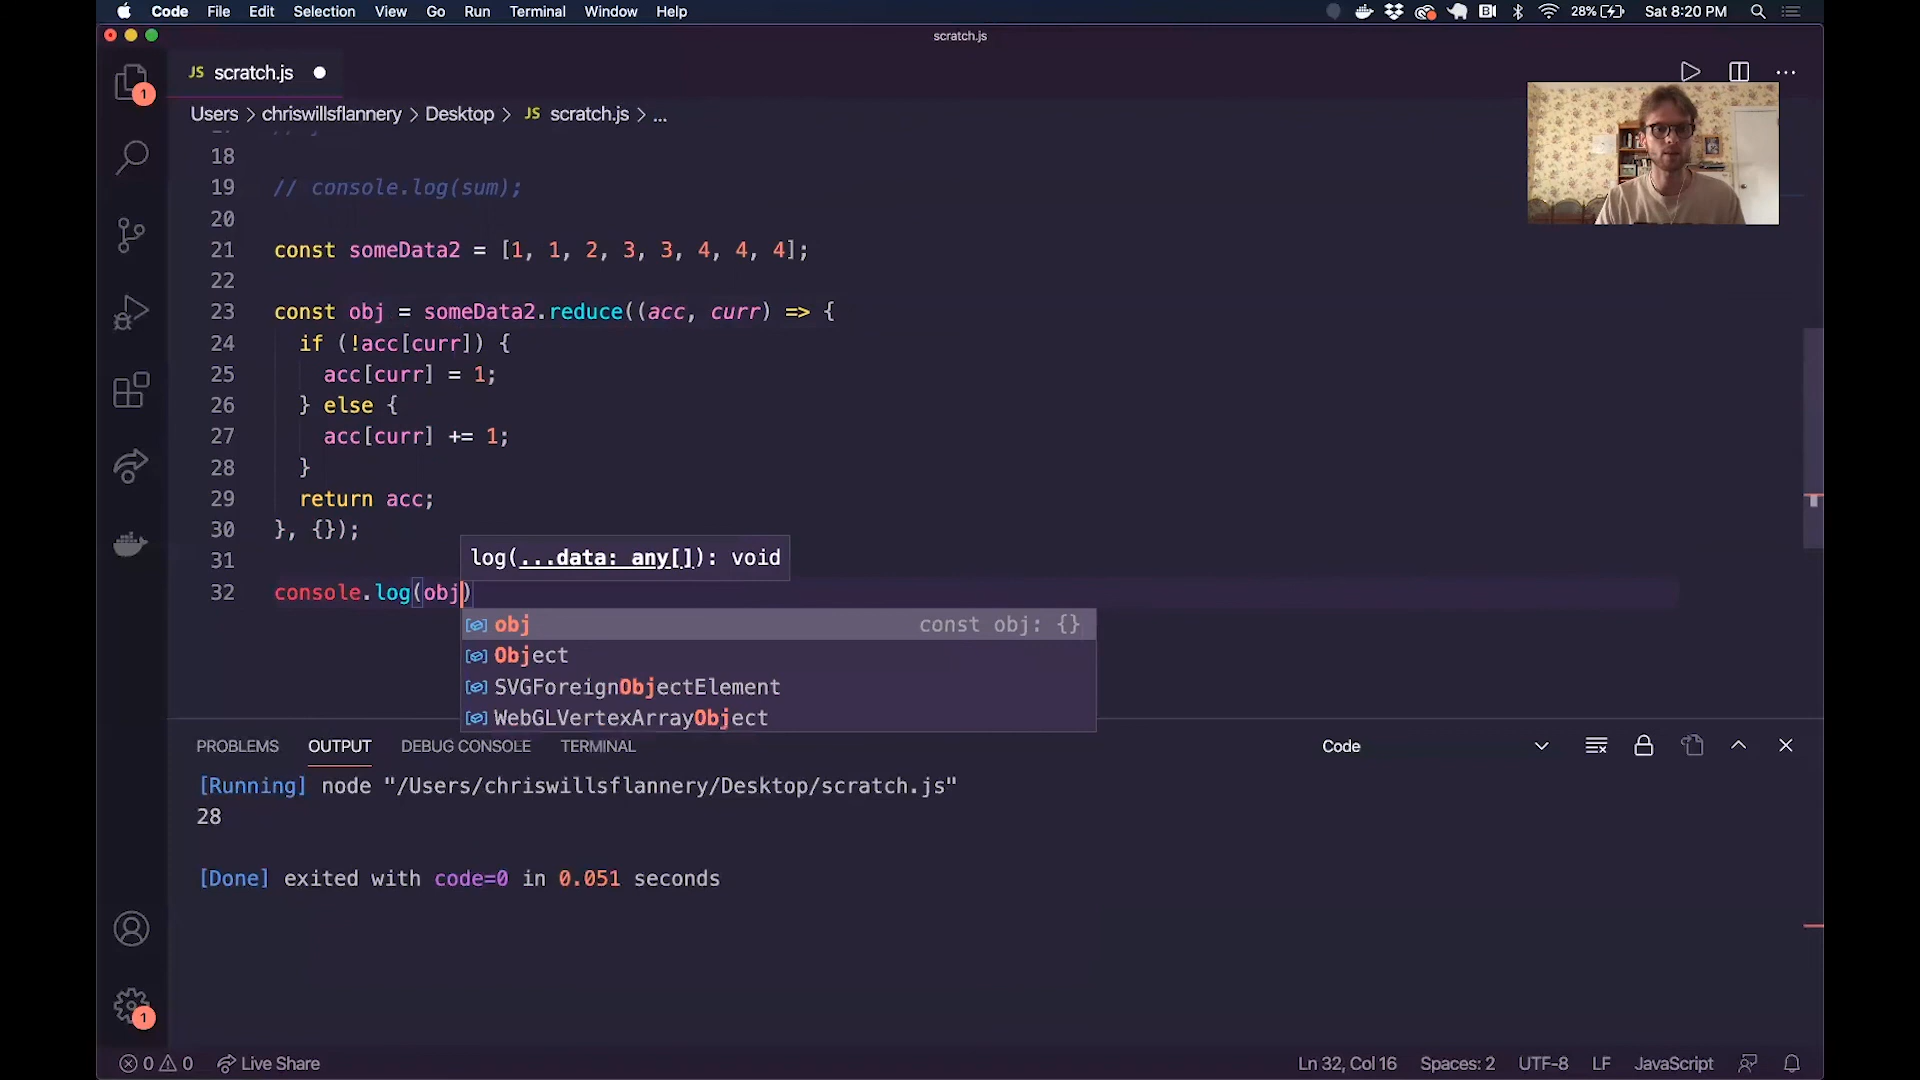 Code File Edit Selection View Go Run Terminal Window Help 28% Sat 8:20 PM
scratch.js
JS scratch.js
1
Users > chriswillsflannery > Desktop > JS scratch.js > ...
18
19 // console.log(sum);
20
21 const someData2 = [1, 1, 2, 3, 3, 4, 4, 4];
22
23 const obj = someData2.reduce((acc, curr) => {
24 if (!acc[curr]) {
25 acc[curr] = 1;
26 } else {
27 acc[curr] += 1;
28 }
29 return acc;
30 }, {});
log(...data: any[]): void
31
32 console.log(obj)
obj const obj: {}
Object
SVGForeignObjectElement
WebGLVertexArrayObject
PROBLEMS OUTPUT DEBUG CONSOLE TERMINAL Code
[Running] node "/Users/chriswillsflannery/Desktop/scratch.js"
28
[Done] exited with code=0 in 0.051 seconds
1
0 0 Live Share Ln 32, Col 16 Spaces: 2 UTF-8 LF JavaScript